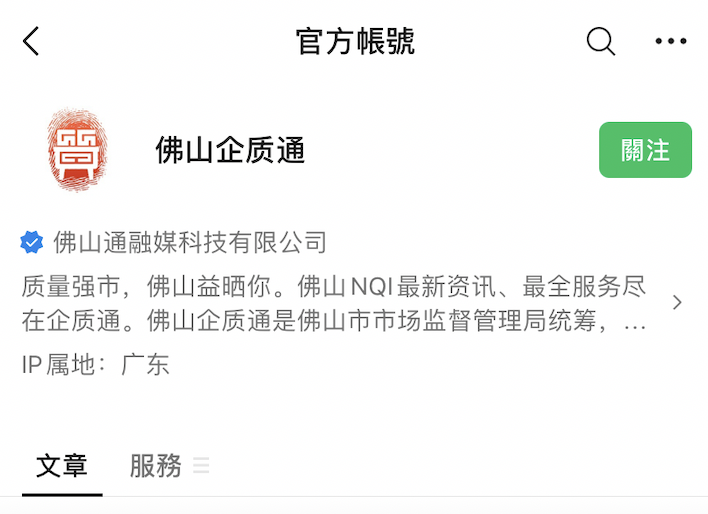 官方帳號
質
佛山企质通
關注
佛山通融媒科技有限公司
质量强市，佛山益晒你。佛山NQI最新资讯、最全服务尽
在企质通。佛山企质通是佛山市市场监督管理局统筹，...
IP属地：广东
文章
服務